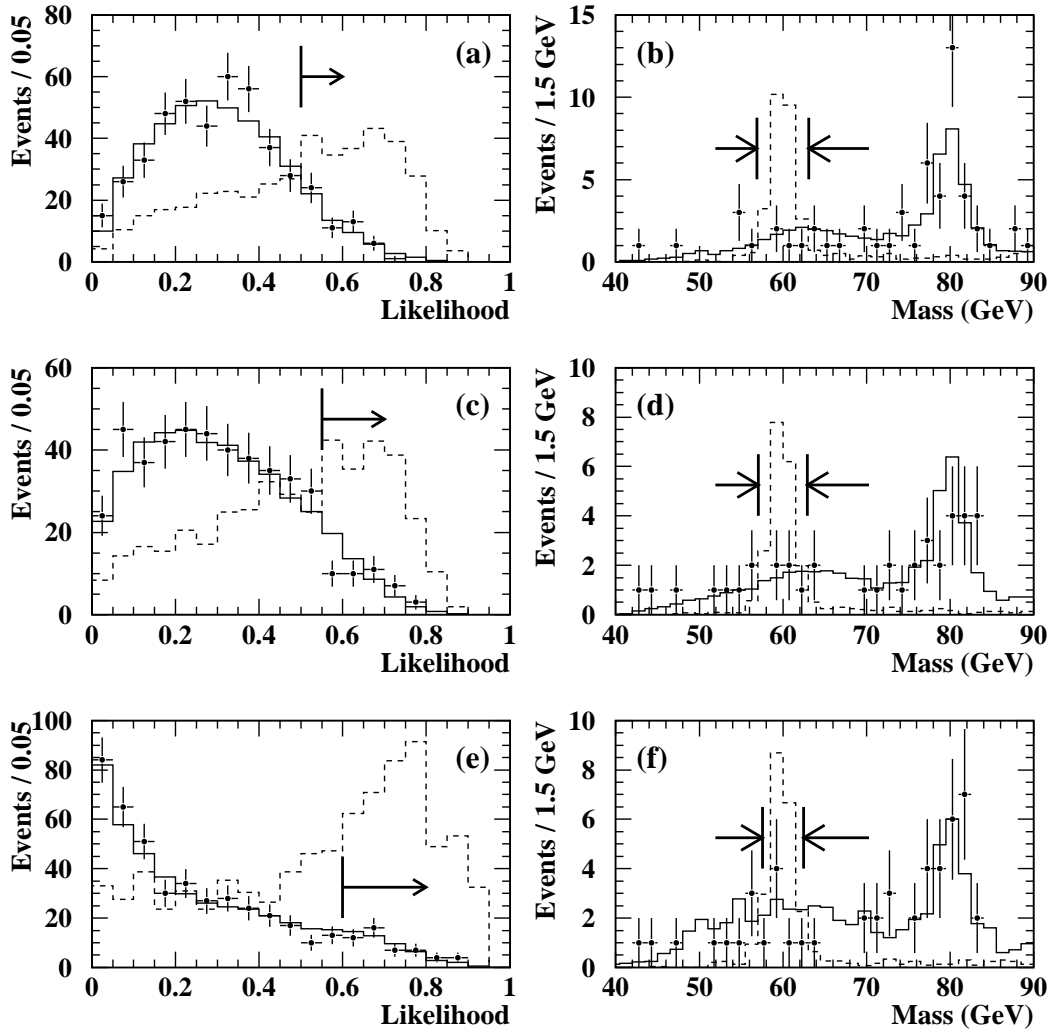 Events / 0.05
80
60
40
20
0
0 0.2 0.4 0.6 0.8 1
Likelihood
(a)
Events / 1.5 GeV
15
10
5
0
40 50 60 70 80 90
Mass (GeV)
(b)
Events / 0.05
60
40
20
0
0 0.2 0.4 0.6 0.8 1
Likelihood
(c)
Events / 1.5 GeV
10
8
6
4
2
0
40 50 60 70 80 90
Mass (GeV)
(d)
Events / 0.05
100
80
60
40
20
0
0 0.2 0.4 0.6 0.8 1
Likelihood
(e)
Events / 1.5 GeV
10
8
6
4
2
0
40 50 60 70 80 90
Mass (GeV)
(f)